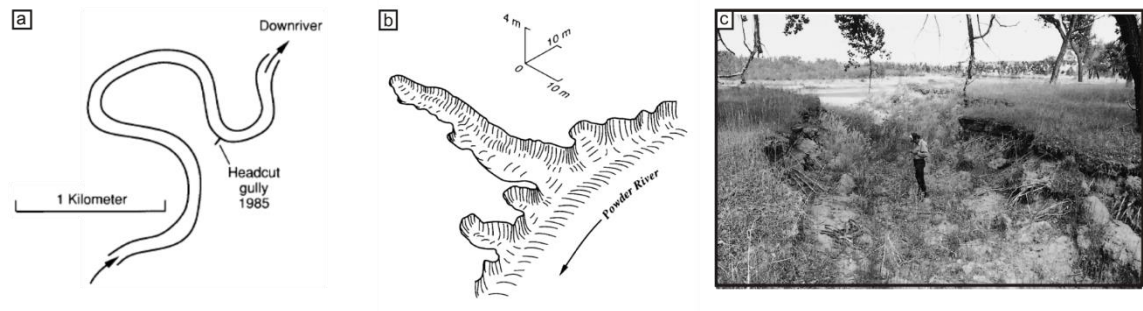 a
Downriver
Headcut
gully
1985
1 Kilometer
b
4 m
10 m
0
10 m
Powder River
c